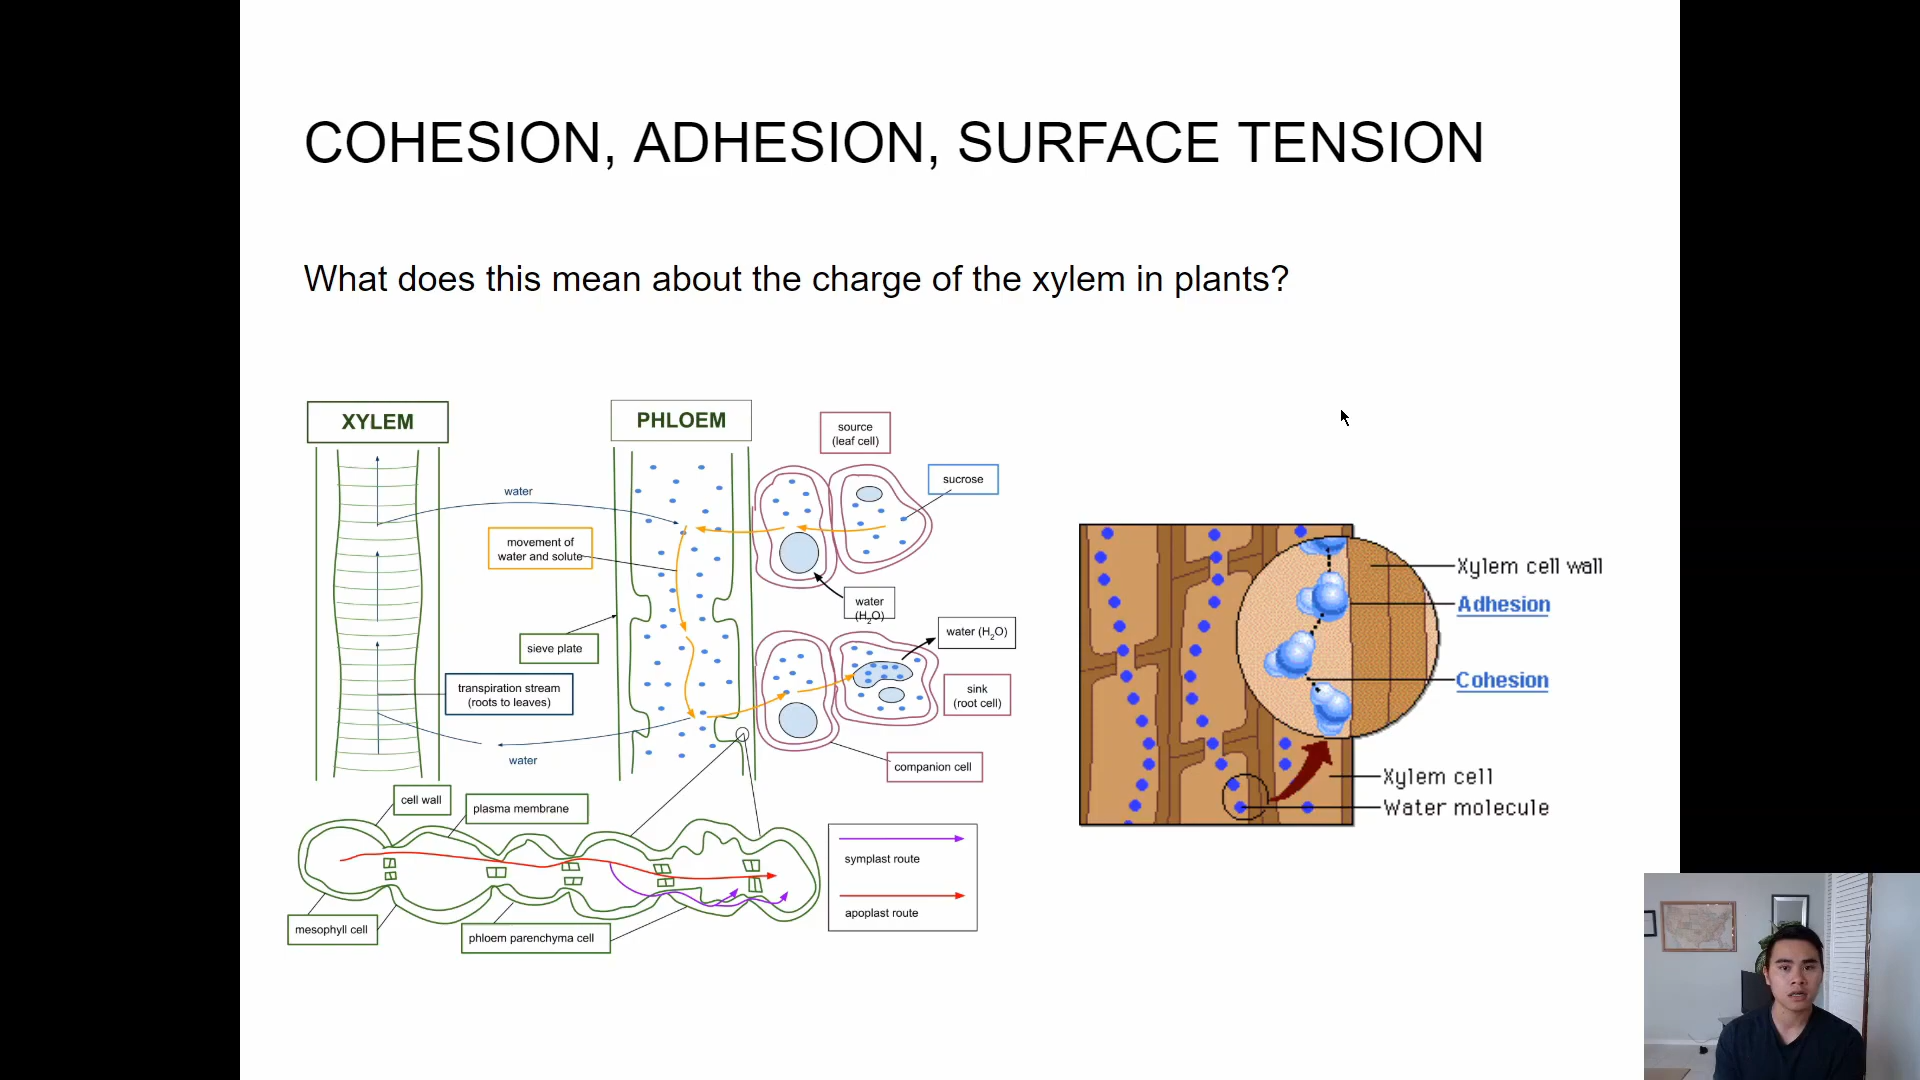 COHESION, ADHESION, SURFACE TENSION
What does this mean about the charge of the xylem in plants?
XYLEM
PHLOEM
source
(leaf cell)
sucrose
water
movement of
water and solute
water
(H₂O)
water (H₂O)
sieve plate
transpiration stream
(roots to leaves)
sink
(root cell)
water
companion cell
cell wall
plasma membrane
symplast route
apoplast route
mesophyll cell
phloem parenchyma cell
Xylem cell wall
Adhesion
Cohesion
Xylem cell
Water molecule